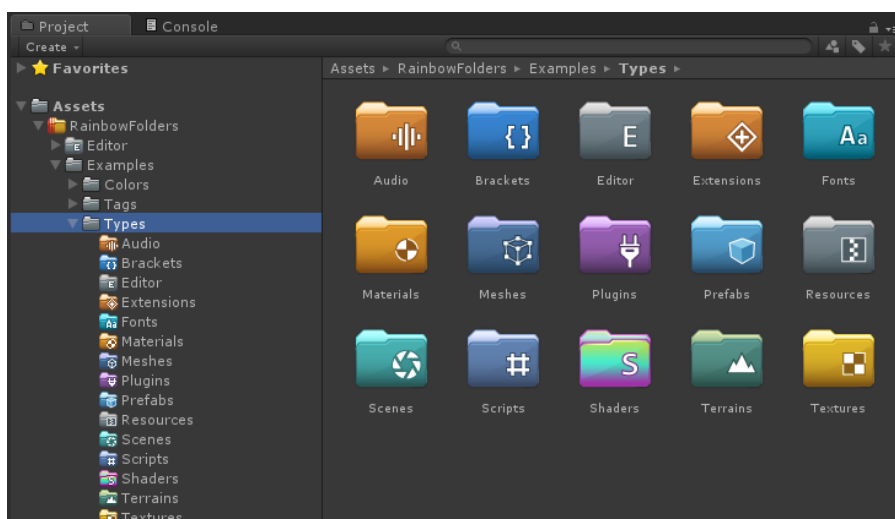 Project Console
Create
Favorites
Assets ▸ RainbowFolders ▸ Examples ▸ Types ▸
Assets
RainbowFolders
Editor
Examples
Colors
Tags
Types
Audio
Brackets
Editor
Extensions
Fonts
Materials
Meshes
Plugins
Prefabs
Resources
Scenes
Scripts
Shaders
Terrains
Textures
{ } E Aa
Audio Brackets Editor Extensions Fonts
Materials Meshes Plugins Prefabs Resources
# S
Scenes Scripts Shaders Terrains Textures